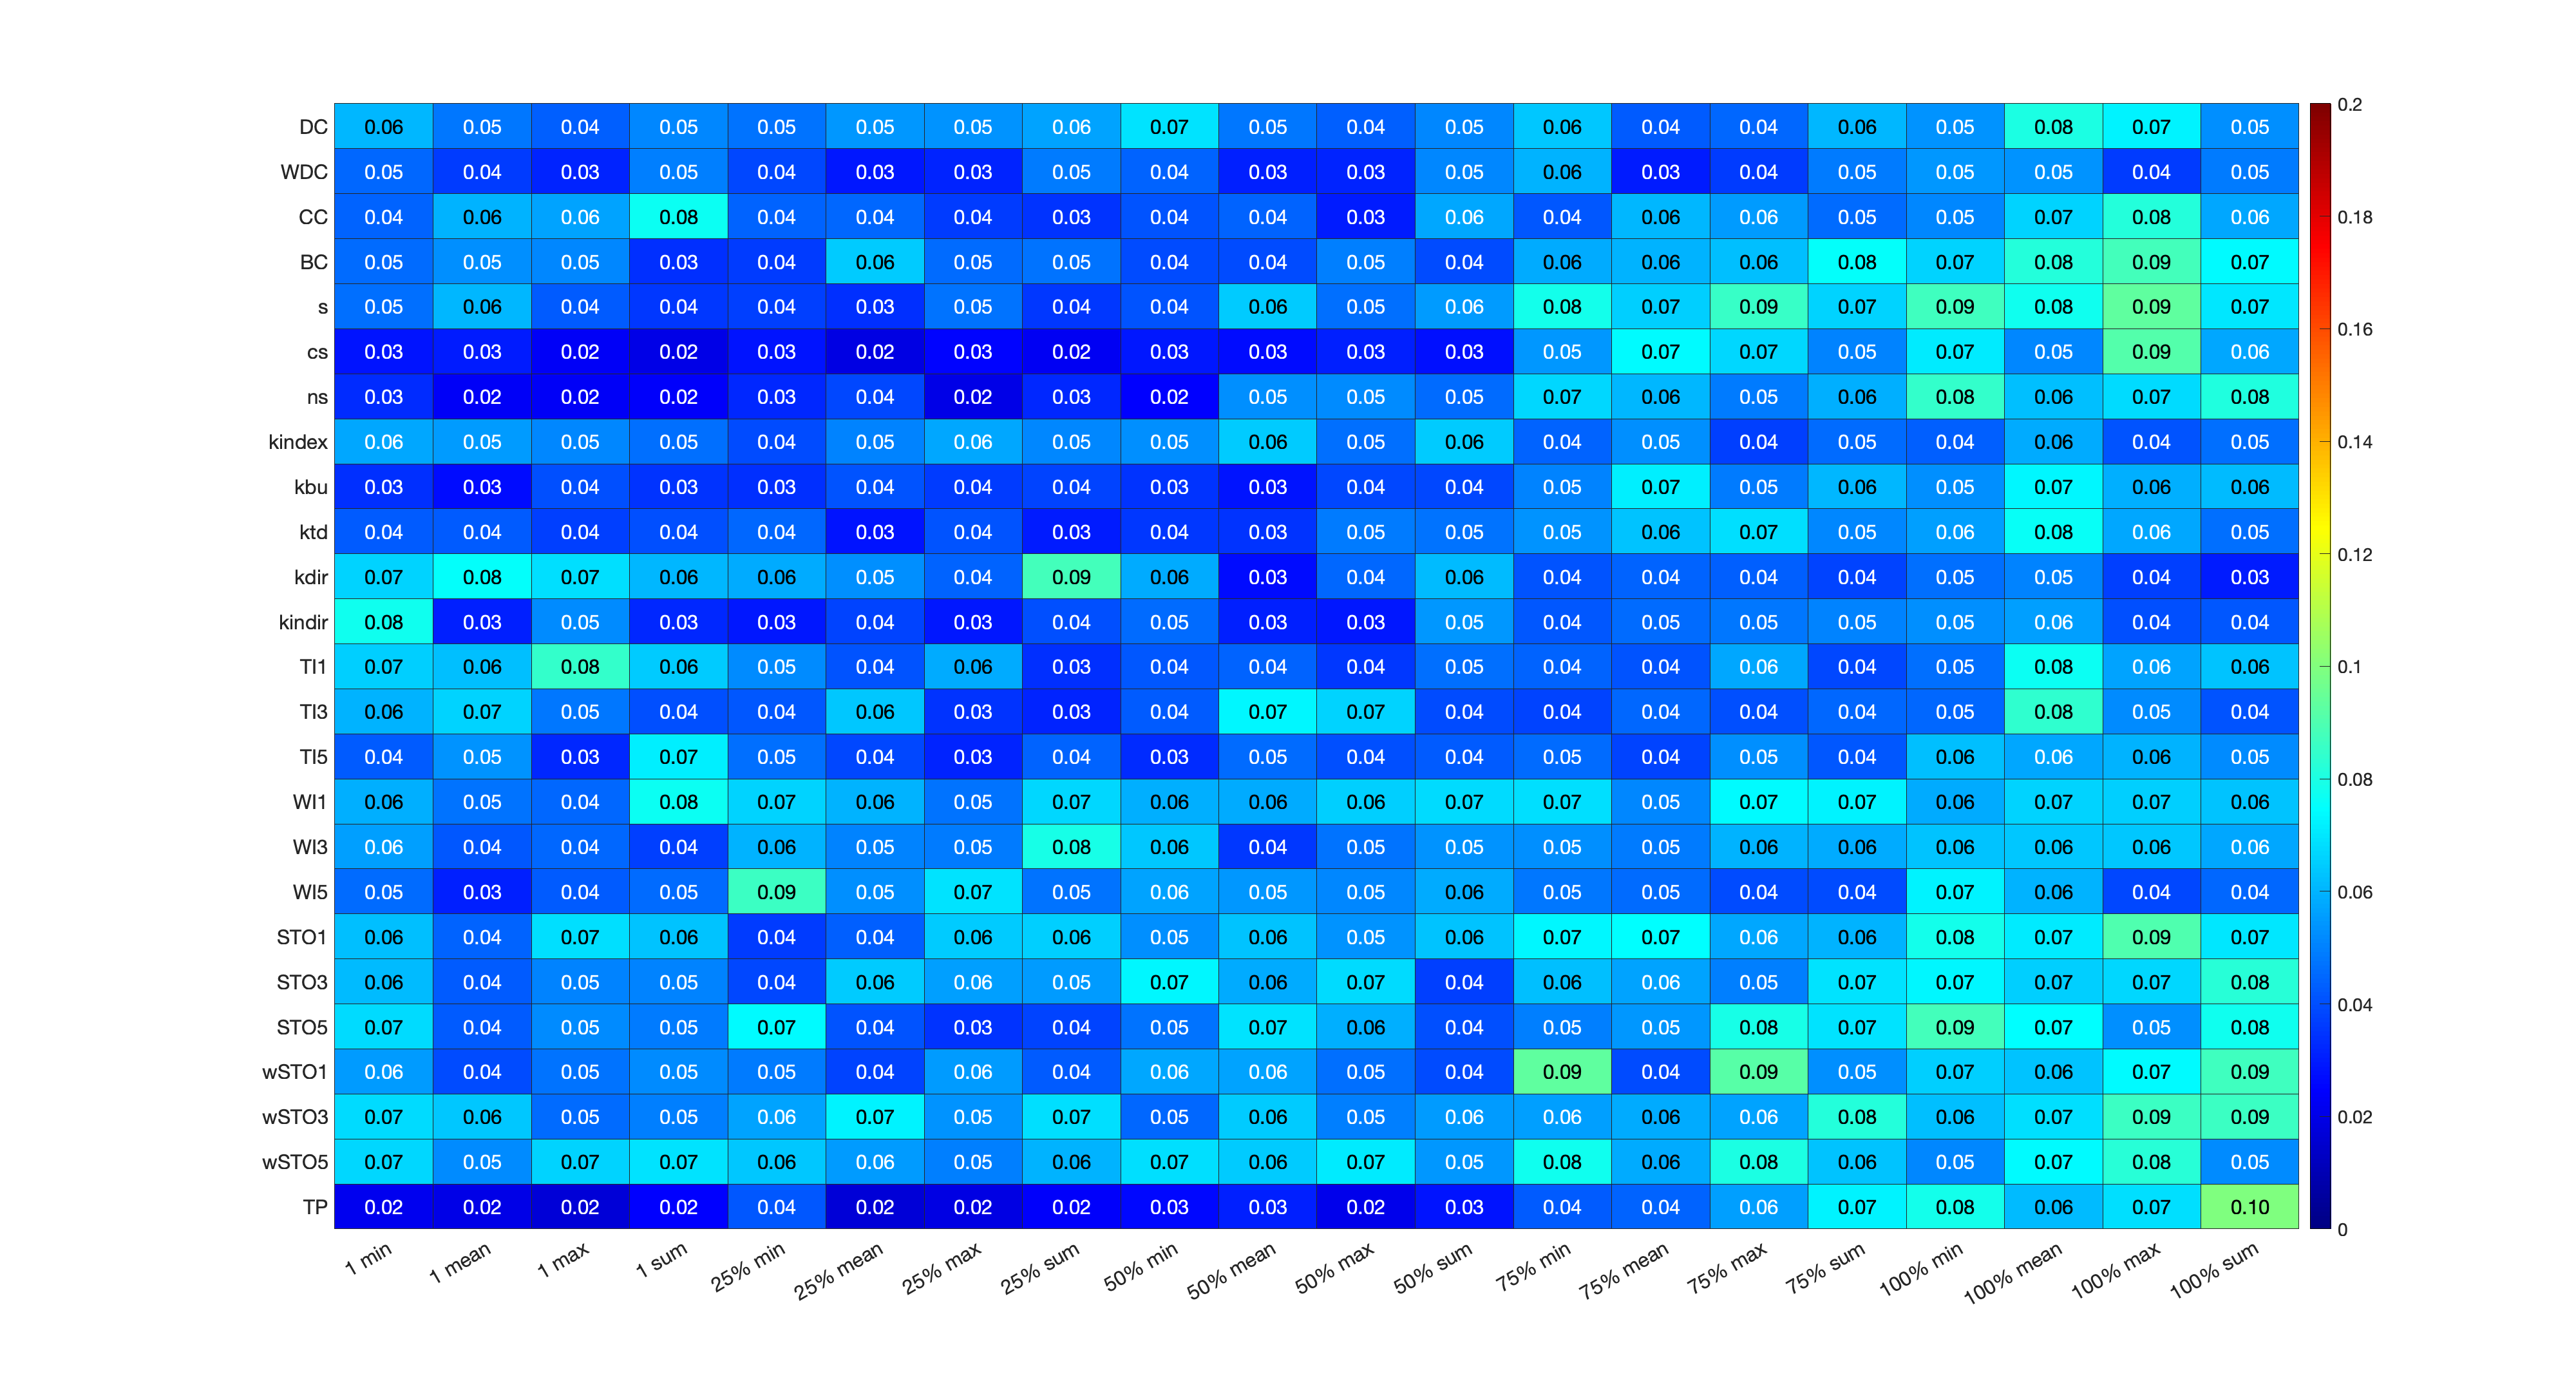 DC 0.06 0.05 0.04 0.05 0.05 0.05 0.05 0.06 0.07 0.05 0.04 0.05 0.06 0.04 0.04 0.06 0.05 0.08 0.07 0.05 0.2
WDC 0.05 0.04 0.03 0.05 0.04 0.03 0.03 0.05 0.04 0.03 0.03 0.05 0.06 0.03 0.04 0.05 0.05 0.05 0.04 0.05
CC 0.04 0.06 0.06 0.08 0.04 0.04 0.04 0.03 0.04 0.04 0.03 0.06 0.04 0.06 0.06 0.05 0.05 0.07 0.08 0.06 0.18
BC 0.05 0.05 0.05 0.03 0.04 0.06 0.05 0.05 0.04 0.04 0.05 0.04 0.06 0.06 0.06 0.08 0.07 0.08 0.09 0.07
s 0.05 0.06 0.04 0.04 0.04 0.03 0.05 0.04 0.04 0.06 0.05 0.06 0.08 0.07 0.09 0.07 0.09 0.08 0.09 0.07 0.16
cs 0.03 0.03 0.02 0.02 0.03 0.02 0.03 0.02 0.03 0.03 0.03 0.03 0.05 0.07 0.07 0.05 0.07 0.05 0.09 0.06
ns 0.03 0.02 0.02 0.02 0.03 0.04 0.02 0.03 0.02 0.05 0.05 0.05 0.07 0.06 0.05 0.06 0.08 0.06 0.07 0.08
kindex 0.06 0.05 0.05 0.05 0.04 0.05 0.06 0.05 0.05 0.06 0.05 0.06 0.04 0.05 0.04 0.05 0.04 0.06 0.04 0.05 0.14
kbu 0.03 0.03 0.04 0.03 0.03 0.04 0.04 0.04 0.03 0.03 0.04 0.04 0.05 0.07 0.05 0.06 0.05 0.07 0.06 0.06
ktd 0.04 0.04 0.04 0.04 0.04 0.03 0.04 0.03 0.04 0.03 0.05 0.05 0.05 0.06 0.07 0.05 0.06 0.08 0.06 0.05 0.12
kdir 0.07 0.08 0.07 0.06 0.06 0.05 0.04 0.09 0.06 0.03 0.04 0.06 0.04 0.04 0.04 0.04 0.05 0.05 0.04 0.03
kindir 0.08 0.03 0.05 0.03 0.03 0.04 0.03 0.04 0.05 0.03 0.03 0.05 0.04 0.05 0.05 0.05 0.05 0.06 0.04 0.04
TI1 0.07 0.06 0.08 0.06 0.05 0.04 0.06 0.03 0.04 0.04 0.04 0.05 0.04 0.04 0.06 0.04 0.05 0.08 0.06 0.06 0.1
TI3 0.06 0.07 0.05 0.04 0.04 0.06 0.03 0.03 0.04 0.07 0.07 0.04 0.04 0.04 0.04 0.04 0.05 0.08 0.05 0.04
TI5 0.04 0.05 0.03 0.07 0.05 0.04 0.03 0.04 0.03 0.05 0.04 0.04 0.05 0.04 0.05 0.04 0.06 0.06 0.06 0.05 0.08
WI1 0.06 0.05 0.04 0.08 0.07 0.06 0.05 0.07 0.06 0.06 0.06 0.07 0.07 0.05 0.07 0.07 0.06 0.07 0.07 0.06
WI3 0.06 0.04 0.04 0.04 0.06 0.05 0.05 0.08 0.06 0.04 0.05 0.05 0.05 0.05 0.06 0.06 0.06 0.06 0.06 0.06
WI5 0.05 0.03 0.04 0.05 0.09 0.05 0.07 0.05 0.06 0.05 0.05 0.06 0.05 0.05 0.04 0.04 0.07 0.06 0.04 0.04 0.06
STO1 0.06 0.04 0.07 0.06 0.04 0.04 0.06 0.06 0.05 0.06 0.05 0.06 0.07 0.07 0.06 0.06 0.08 0.07 0.09 0.07
STO3 0.06 0.04 0.05 0.05 0.04 0.06 0.06 0.05 0.07 0.06 0.07 0.04 0.06 0.06 0.05 0.07 0.07 0.07 0.07 0.08 0.04
STO5 0.07 0.04 0.05 0.05 0.07 0.04 0.03 0.04 0.05 0.07 0.06 0.04 0.05 0.05 0.08 0.07 0.09 0.07 0.05 0.08
wSTO1 0.06 0.04 0.05 0.05 0.05 0.04 0.06 0.04 0.06 0.06 0.05 0.04 0.09 0.04 0.09 0.05 0.07 0.06 0.07 0.09
wSTO3 0.07 0.06 0.05 0.05 0.06 0.07 0.05 0.07 0.05 0.06 0.05 0.06 0.06 0.06 0.06 0.08 0.06 0.07 0.09 0.09 0.02
wSTO5 0.07 0.05 0.07 0.07 0.06 0.06 0.05 0.06 0.07 0.06 0.07 0.05 0.08 0.06 0.08 0.06 0.05 0.07 0.08 0.05
TP 0.02 0.02 0.02 0.02 0.04 0.02 0.02 0.02 0.03 0.03 0.02 0.03 0.04 0.04 0.06 0.07 0.08 0.06 0.07 0.10 0
1 min 1 mean 1 max 1 sum 25% min 25% mean 25% max 25% sum 50% min 50% mean 50% max 50% sum 75% min 75% mean 75% max 75% sum 100% min 100% mean 100% max 100% sum